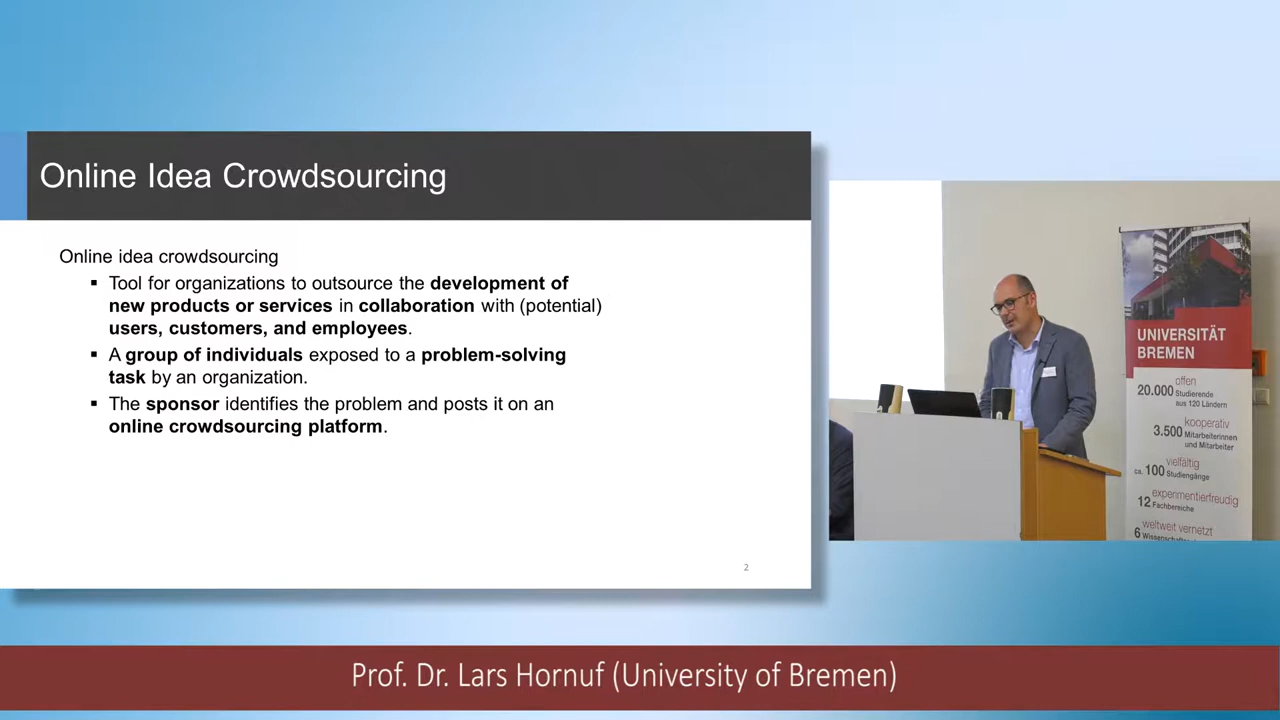 Online Idea Crowdsourcing
Online idea crowdsourcing
▪ Tool for organizations to outsource the development of
new products or services in collaboration with (potential)
users, customers, and employees.
▪ A group of individuals exposed to a problem-solving
task by an organization.
▪ The sponsor identifies the problem and posts it on an
online crowdsourcing platform.
2
UNIVERSITÄT
BREMEN
offen
20.000 Studierende
aus 120 Ländern
kooperativ
3.500 Mitarbeiterinnen
und Mitarbeiter
vielfältig
ca. 100 Studiengänge
experimentierfreudig
12 Fachbereiche
weltweit vernetzt
6
Prof. Dr. Lars Hornuf (University of Bremen)